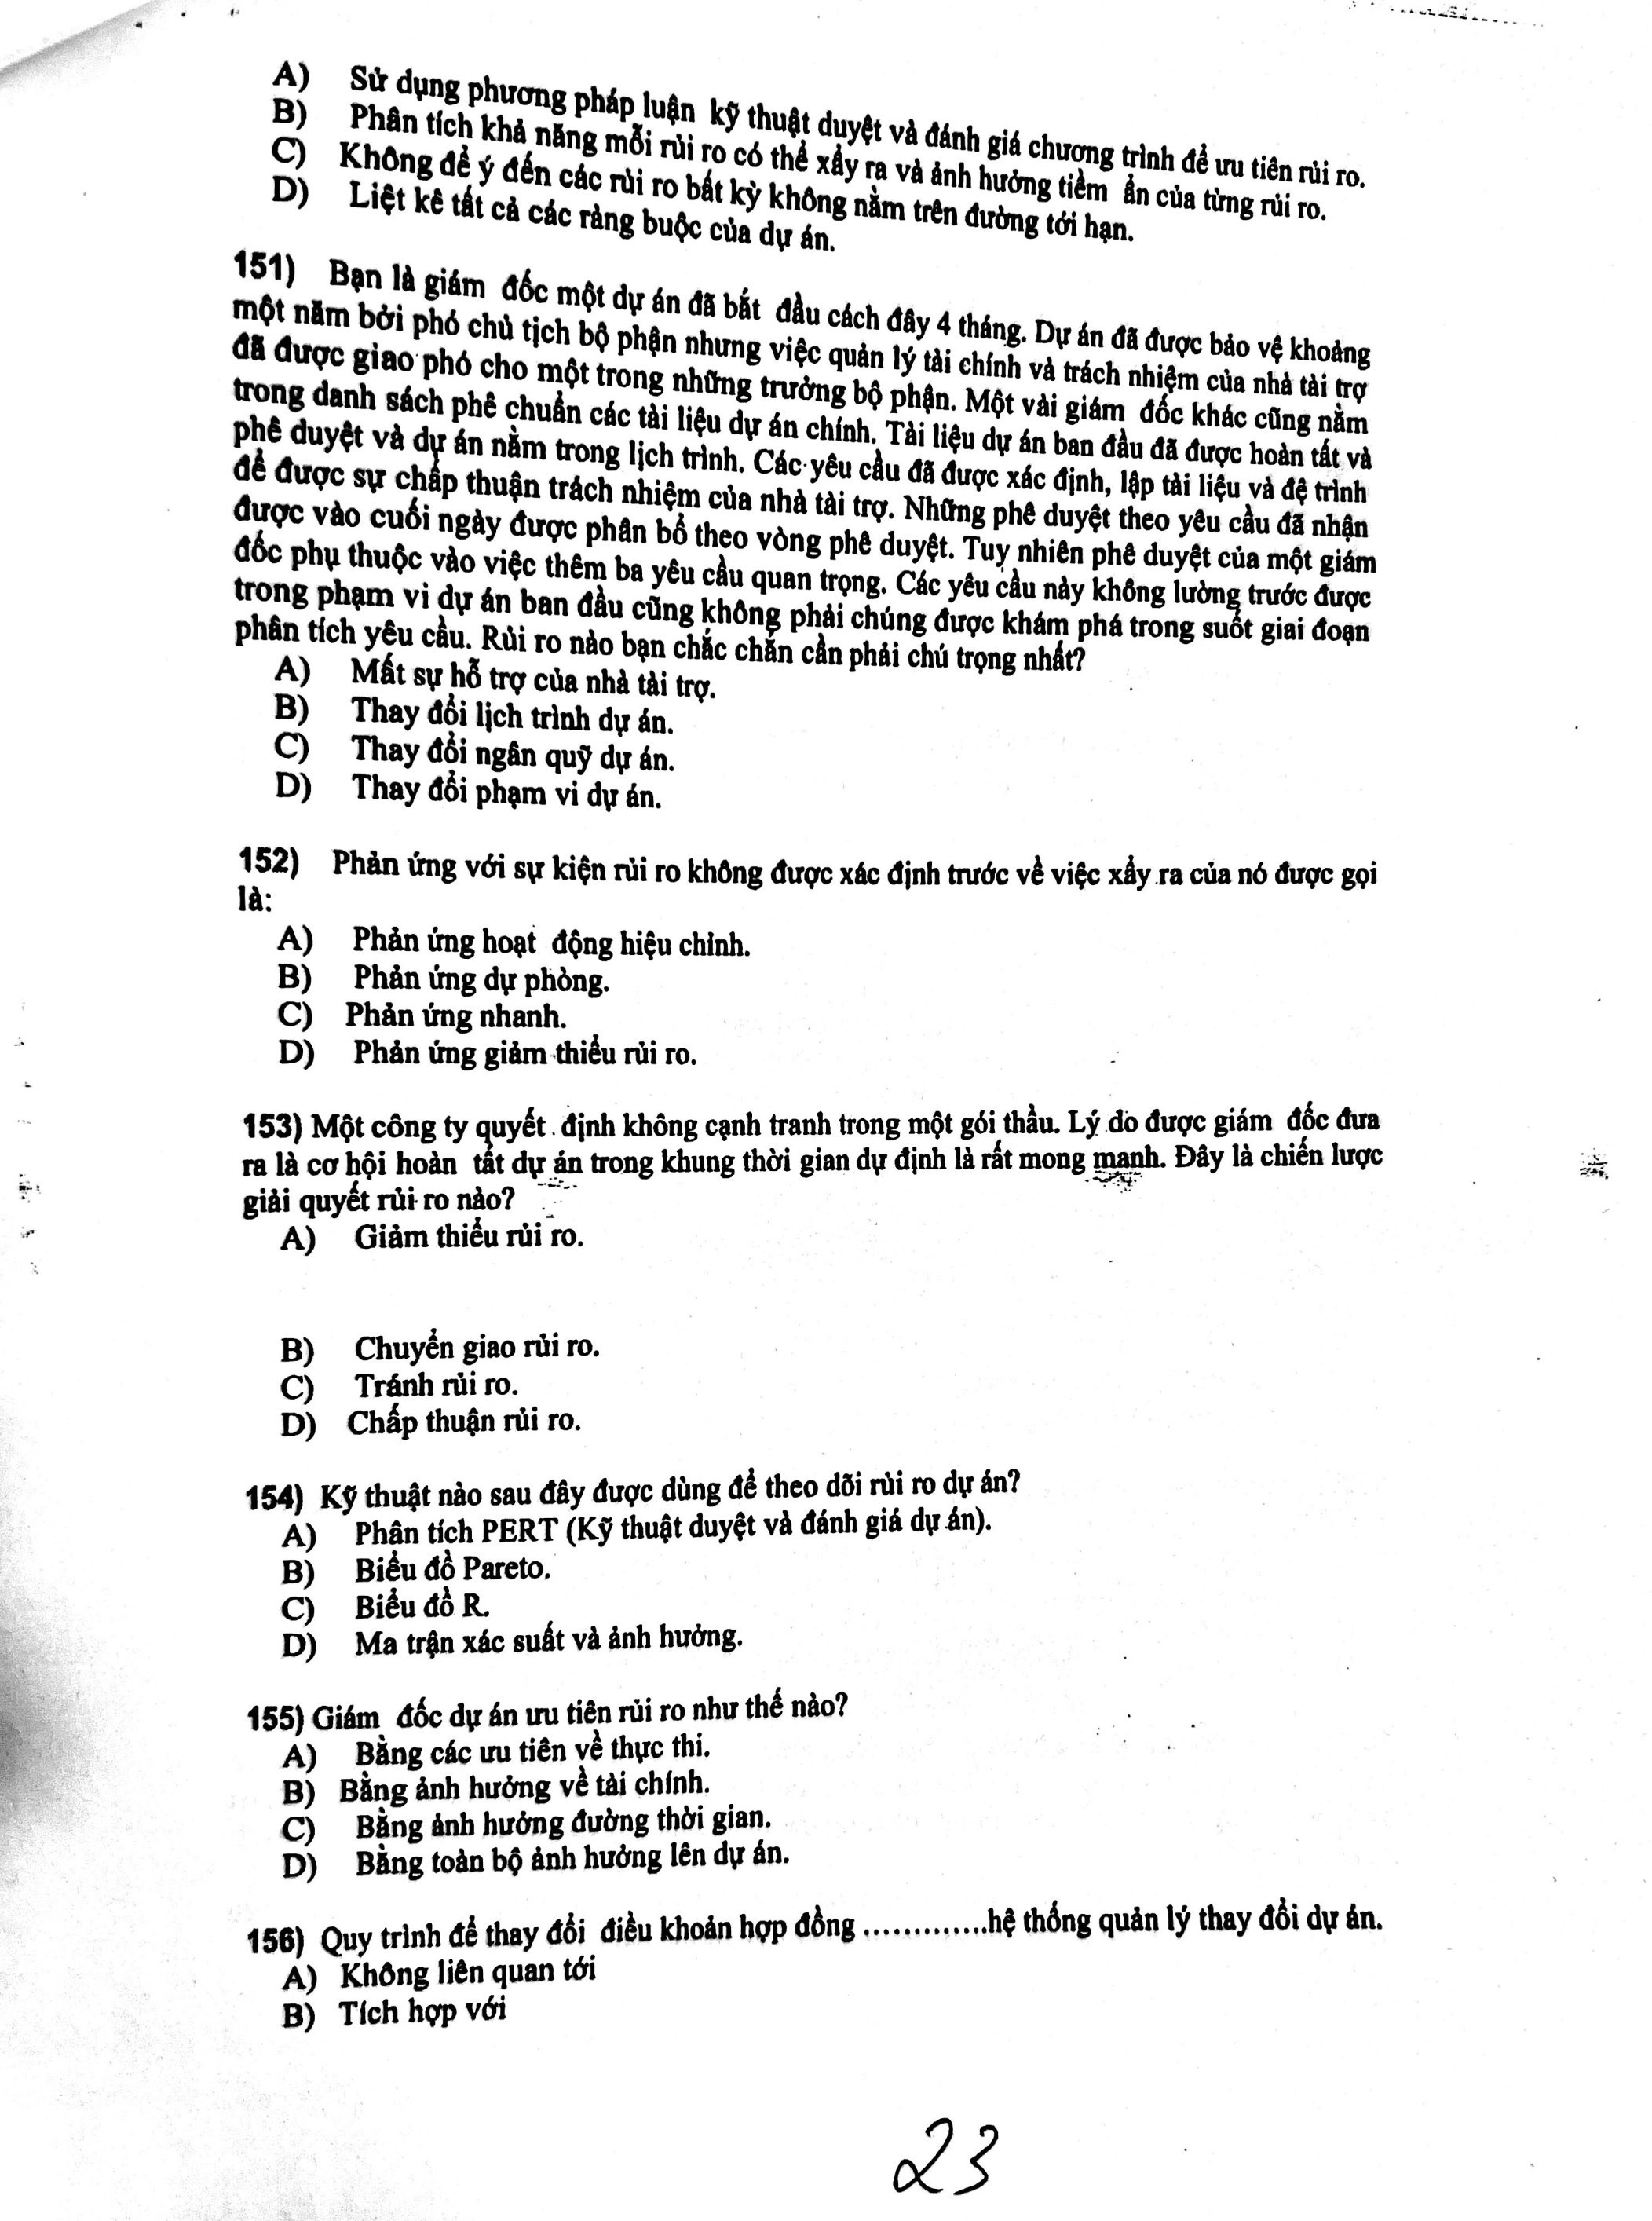 A) Sử dụng phương pháp luận kỹ thuật duyệt và đánh giá chương trình để ưu tiên rủi ro.
B) Phân tích khả năng mỗi rủi ro có thể xẩy ra và ảnh hưởng tiềm ẩn của từng rủi ro.
C) Không để ý đến các rủi ro bất kỳ không nằm trên đường tới hạn.
D) Liệt kê tất cả các ràng buộc của dự án.
151) Bạn là giám đốc một dự án đã bắt đầu cách đây 4 tháng. Dự án đã được bảo vệ khoảng
một năm bởi phó chủ tịch bộ phận nhưng việc quản lý tài chính và trách nhiệm của nhà tài trợ
đã được giao phó cho một trong những trưởng bộ phận. Một vài giám đốc khác cũng nằm
trong danh sách phê chuẩn các tài liệu dự án chính. Tài liệu dự án ban đầu đã được hoàn tất và
phê duyệt và dự án nằm trong lịch trình. Các yêu cầu đã được xác định, lập tài liệu và đệ trình
để được sự chấp thuận trách nhiệm của nhà tài trợ. Những phê duyệt theo yêu cầu đã nhận
được vào cuối ngày được phân bổ theo vòng phê duyệt. Tuy nhiên phê duyệt của một giám
đốc phụ thuộc vào việc thêm ba yêu cầu quan trọng. Các yêu cầu này không lường trước được
trong phạm vi dự án ban đầu cũng không phải chúng được khám phá trong suốt giai đoạn
phân tích yêu cầu. Rủi ro nào bạn chắc chắn cần phải chú trọng nhất?
A) Mất sự hỗ trợ của nhà tài trợ.
B) Thay đổi lịch trình dự án.
C) Thay đổi ngân quỹ dự án.
D) Thay đổi phạm vi dự án.
152) Phản ứng với sự kiện rủi ro không được xác định trước về việc xẩy ra của nó được gọi
là:
A) Phản ứng hoạt động hiệu chỉnh.
B) Phản ứng dự phòng.
C) Phản ứng nhanh.
D) Phản ứng giảm thiểu rủi ro.
153) Một công ty quyết định không cạnh tranh trong một gói thầu. Lý do được giám đốc đưa
ra là cơ hội hoàn tất dự án trong khung thời gian dự định là rất mong manh. Đây là chiến lược
giải quyết rủi ro nào?
A) Giảm thiểu rủi ro.
B) Chuyển giao rủi ro.
C) Tránh rủi ro.
D) Chấp thuận rủi ro.
154) Kỹ thuật nào sau đây được dùng để theo dõi rủi ro dự án?
A) Phân tích PERT (Kỹ thuật duyệt và đánh giá dự án).
B) Biểu đồ Pareto.
C) Biểu đồ R.
D) Ma trận xác suất và ảnh hưởng.
155) Giám đốc dự án ưu tiên rủi ro như thế nào?
A) Bằng các ưu tiên về thực thi.
B) Bằng ảnh hưởng về tài chính.
C) Bằng ảnh hưởng đường thời gian.
D) Bằng toàn bộ ảnh hưởng lên dự án.
156) Quy trình để thay đổi điều khoản hợp đồng .............hệ thống quản lý thay đổi dự án.
A) Không liên quan tới
B) Tích hợp với
23